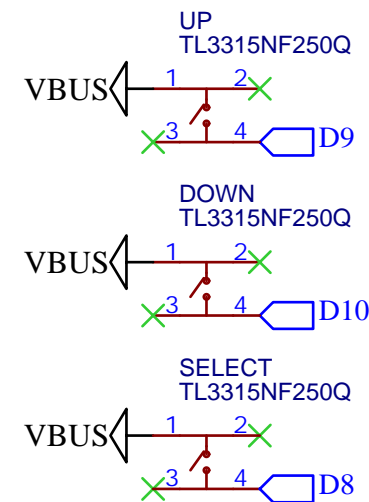 UP
TL3315NF250Q
VBUS 1 2
3 4 D9
DOWN
TL3315NF250Q
VBUS 1 2
3 4 D10
SELECT
TL3315NF250Q
VBUS 1 2
3 4 D8